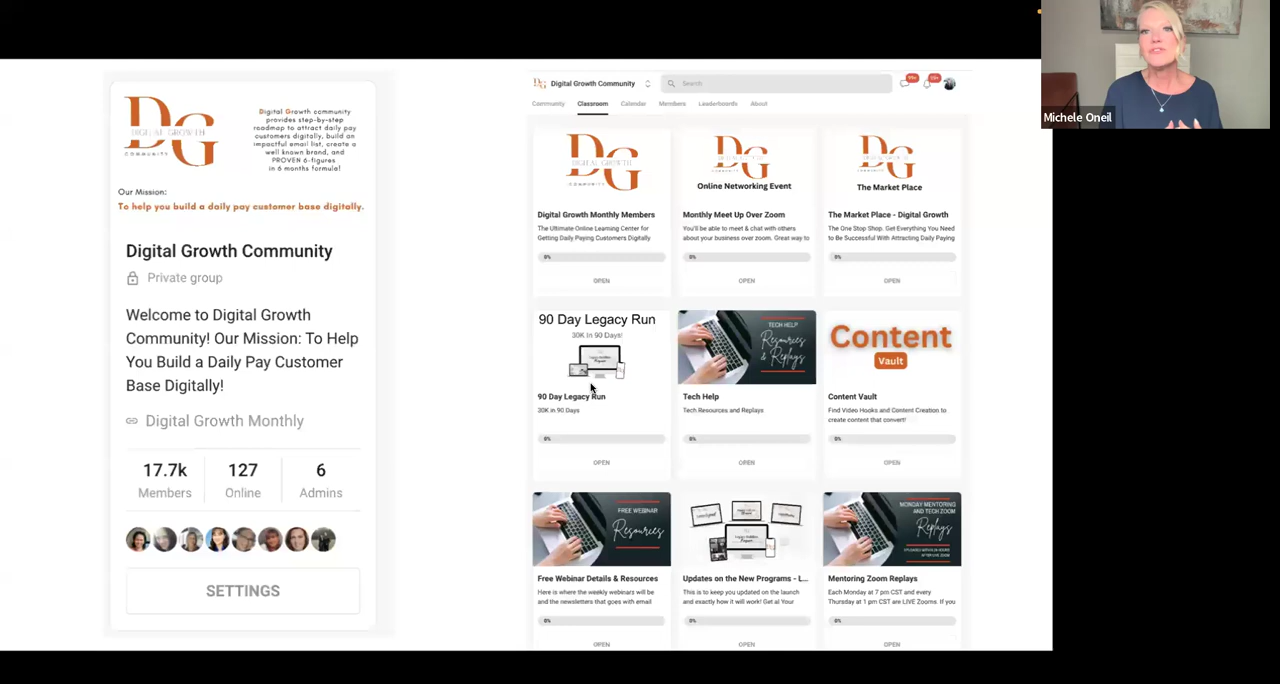 DG
DIGITAL GROWTH
COMMUNITY
Digital Growth community
provides step-by-step
roadmap to attract daily pay
customers digitally, build an
impactful email list, create a
well known brand, and
PROVEN 6-figures
in 6 months formula!
Our Mission:
To help you build a daily pay customer base digitally.
Digital Growth Community
Private group
Welcome to Digital Growth
Community! Our Mission: To Help
You Build a Daily Pay Customer
Base Digitally!
Digital Growth Monthly
17.7k 127 6
Members Online Admins
SETTINGS
DG Digital Growth Community Search 99+
Community Classroom Calendar Members Leaderboards About
DG
DIGITAL GROWTH
COMMUNITY
Digital Growth Monthly Members
The Ultimate Online Learning Center for
Getting Daily Paying Customers Digitally
0%
OPEN
DG
Online Networking Event
Monthly Meet Up Over Zoom
You'll be able to meet & chat with others
about your business over zoom. Great way to
0%
OPEN
DG
The Market Place
The Market Place - Digital Growth
The One Stop Shop. Get Everything You Need
to Be Successful With Attracting Daily Paying
0%
OPEN
90 Day Legacy Run
30K In 90 Days!
90 Day Legacy Run
30K in 90 Days
0%
OPEN
TECH HELP
Resources
& Replays
Tech Help
Tech Resources and Replays
0%
OPEN
Content
Vault
Content Vault
Find Video Hooks and Content Creation to
create content that convert!
0%
OPEN
FREE WEBINAR
Resources
Free Webinar Details & Resources
Here is where the weekly webinars will be
and the newsletters that goes with email
0%
OPEN
Updates on the New Programs - L...
This is to keep you updated on the launch
and exactly how it will work! Get al Your
0%
OPEN
MONDAY MENTORING
AND TECH ZOOM
Replays
UPLOADED WITHIN 24 HOURS
AFTER LIVE ZOOM
Mentoring Zoom Replays
Each Monday at 7 pm CST and every
Thursday at 1 pm CST are LIVE Zooms. If you
0%
OPEN
Michele Oneil